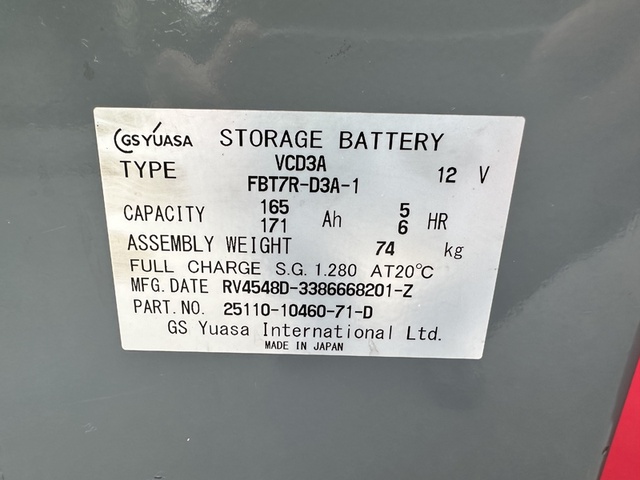 GS YUASA STORAGE BATTERY
TYPE VCD3A 12 V
FBT7R-D3A-1
CAPACITY 165 Ah 5 HR
171 6
ASSEMBLY WEIGHT 74 kg
FULL CHARGE S.G. 1.280 AT20°C
MFG. DATE RV4548D-3386668201-Z
PART. NO. 25110-10460-71-D
GS Yuasa International Ltd.
MADE IN JAPAN